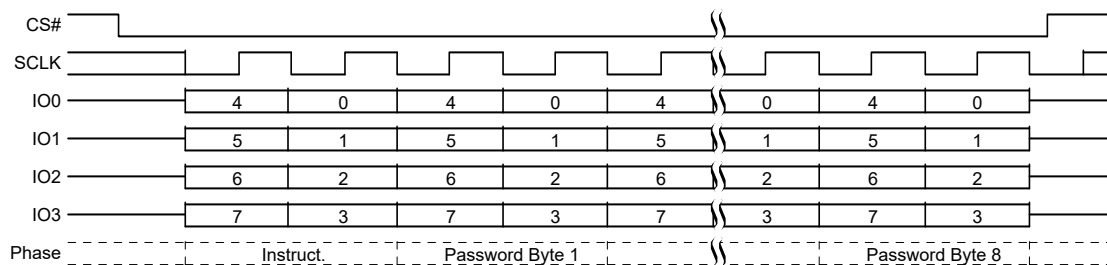 CS#
SCLK
IO0 4 0 4 0 4 0 4 0
IO1 5 1 5 1 5 1 5 1
IO2 6 2 6 2 6 2 6 2
IO3 7 3 7 3 7 3 7 3
Phase Instruct. Password Byte 1 Password Byte 8